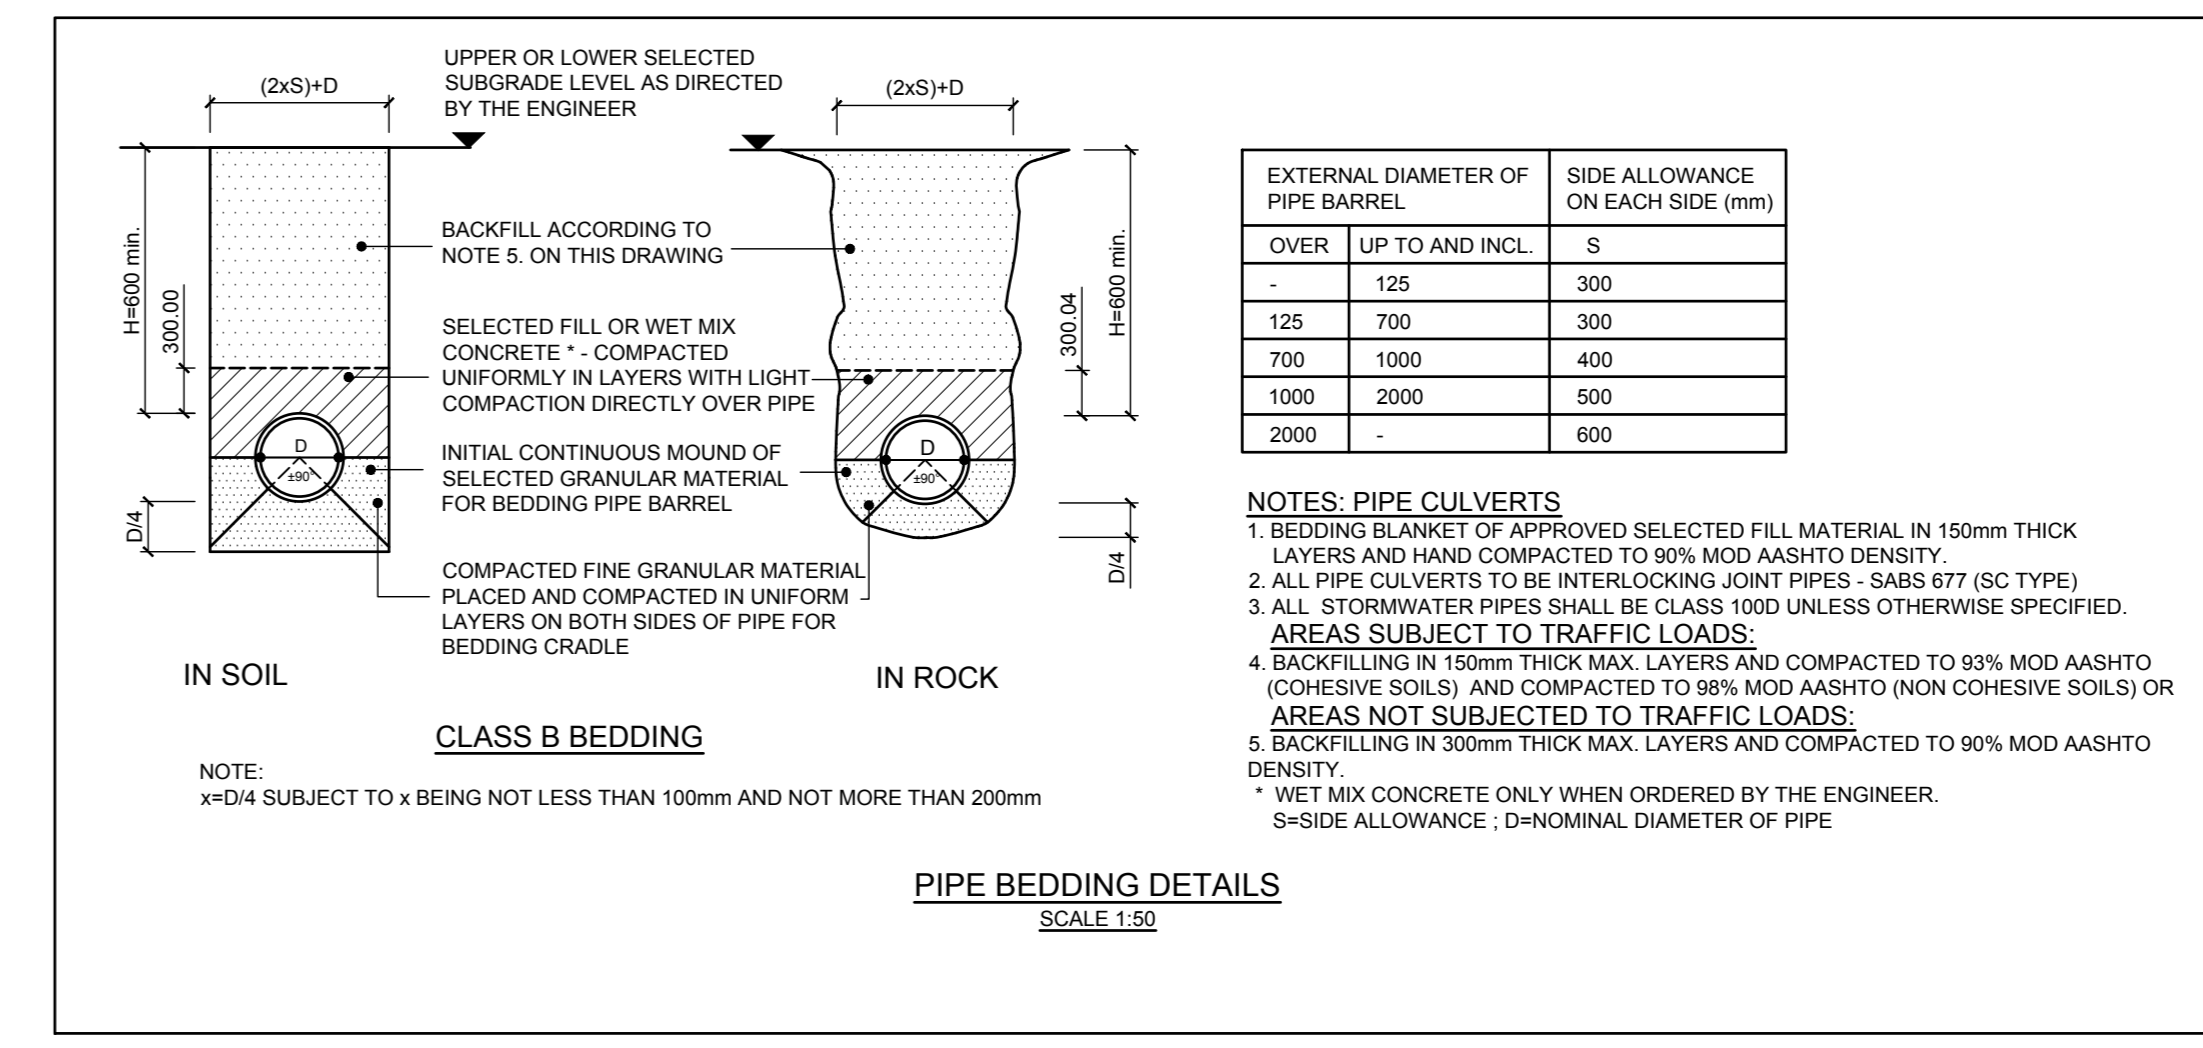 (2xS)+D
UPPER OR LOWER SELECTED
SUBGRADE LEVEL AS DIRECTED
BY THE ENGINEER
(2xS)+D
H=600 min.
300.00
BACKFILL ACCORDING TO
NOTE 5. ON THIS DRAWING
SELECTED FILL OR WET MIX
CONCRETE * - COMPACTED
UNIFORMLY IN LAYERS WITH LIGHT
COMPACTION DIRECTLY OVER PIPE
300.04
H=600 min.
D
±90°
INITIAL CONTINUOUS MOUND OF
SELECTED GRANULAR MATERIAL
FOR BEDDING PIPE BARREL
D
±90°
D/4
D/4
COMPACTED FINE GRANULAR MATERIAL
PLACED AND COMPACTED IN UNIFORM
LAYERS ON BOTH SIDES OF PIPE FOR
BEDDING CRADLE
IN SOIL
IN ROCK
CLASS B BEDDING
NOTE:
x=D/4 SUBJECT TO x BEING NOT LESS THAN 100mm AND NOT MORE THAN 200mm
EXTERNAL DIAMETER OF
PIPE BARREL
SIDE ALLOWANCE
ON EACH SIDE (mm)
OVER UP TO AND INCL. S
- 125 300
125 700 300
700 1000 400
1000 2000 500
2000 - 600
NOTES: PIPE CULVERTS
1. BEDDING BLANKET OF APPROVED SELECTED FILL MATERIAL IN 150mm THICK
LAYERS AND HAND COMPACTED TO 90% MOD AASHTO DENSITY.
2. ALL PIPE CULVERTS TO BE INTERLOCKING JOINT PIPES - SABS 677 (SC TYPE)
3. ALL STORMWATER PIPES SHALL BE CLASS 100D UNLESS OTHERWISE SPECIFIED.
AREAS SUBJECT TO TRAFFIC LOADS:
4. BACKFILLING IN 150mm THICK MAX. LAYERS AND COMPACTED TO 93% MOD AASHTO
(COHESIVE SOILS) AND COMPACTED TO 98% MOD AASHTO (NON COHESIVE SOILS) OR
AREAS NOT SUBJECTED TO TRAFFIC LOADS:
5. BACKFILLING IN 300mm THICK MAX. LAYERS AND COMPACTED TO 90% MOD AASHTO
DENSITY.
* WET MIX CONCRETE ONLY WHEN ORDERED BY THE ENGINEER.
S=SIDE ALLOWANCE ; D=NOMINAL DIAMETER OF PIPE
PIPE BEDDING DETAILS
SCALE 1:50